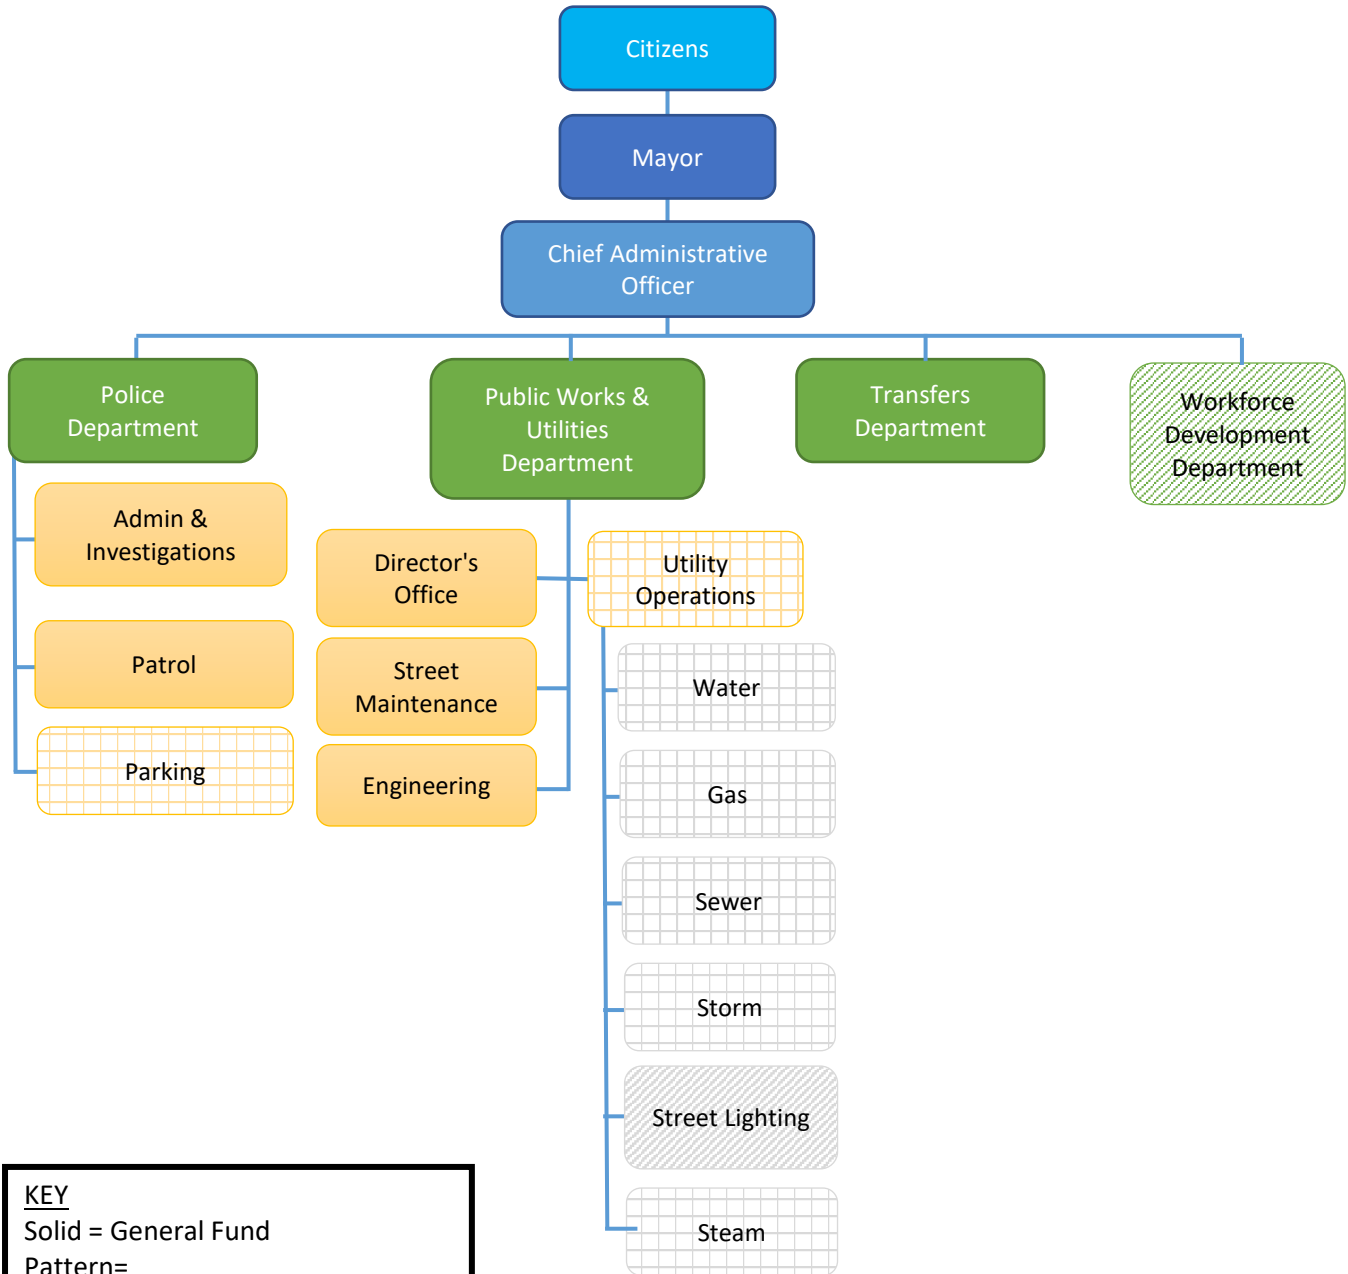 Citizens
Mayor
Chief Administrative
Officer
Police
Department
Public Works &
Utilities
Department
Transfers
Department
Workforce
Development
Department
Admin &
Investigations
Patrol
Parking
Director's
Office
Street
Maintenance
Engineering
Utility
Operations
Water
Gas
Sewer
Storm
Street Lighting
Steam
KEY
Solid = General Fund
Pattern=